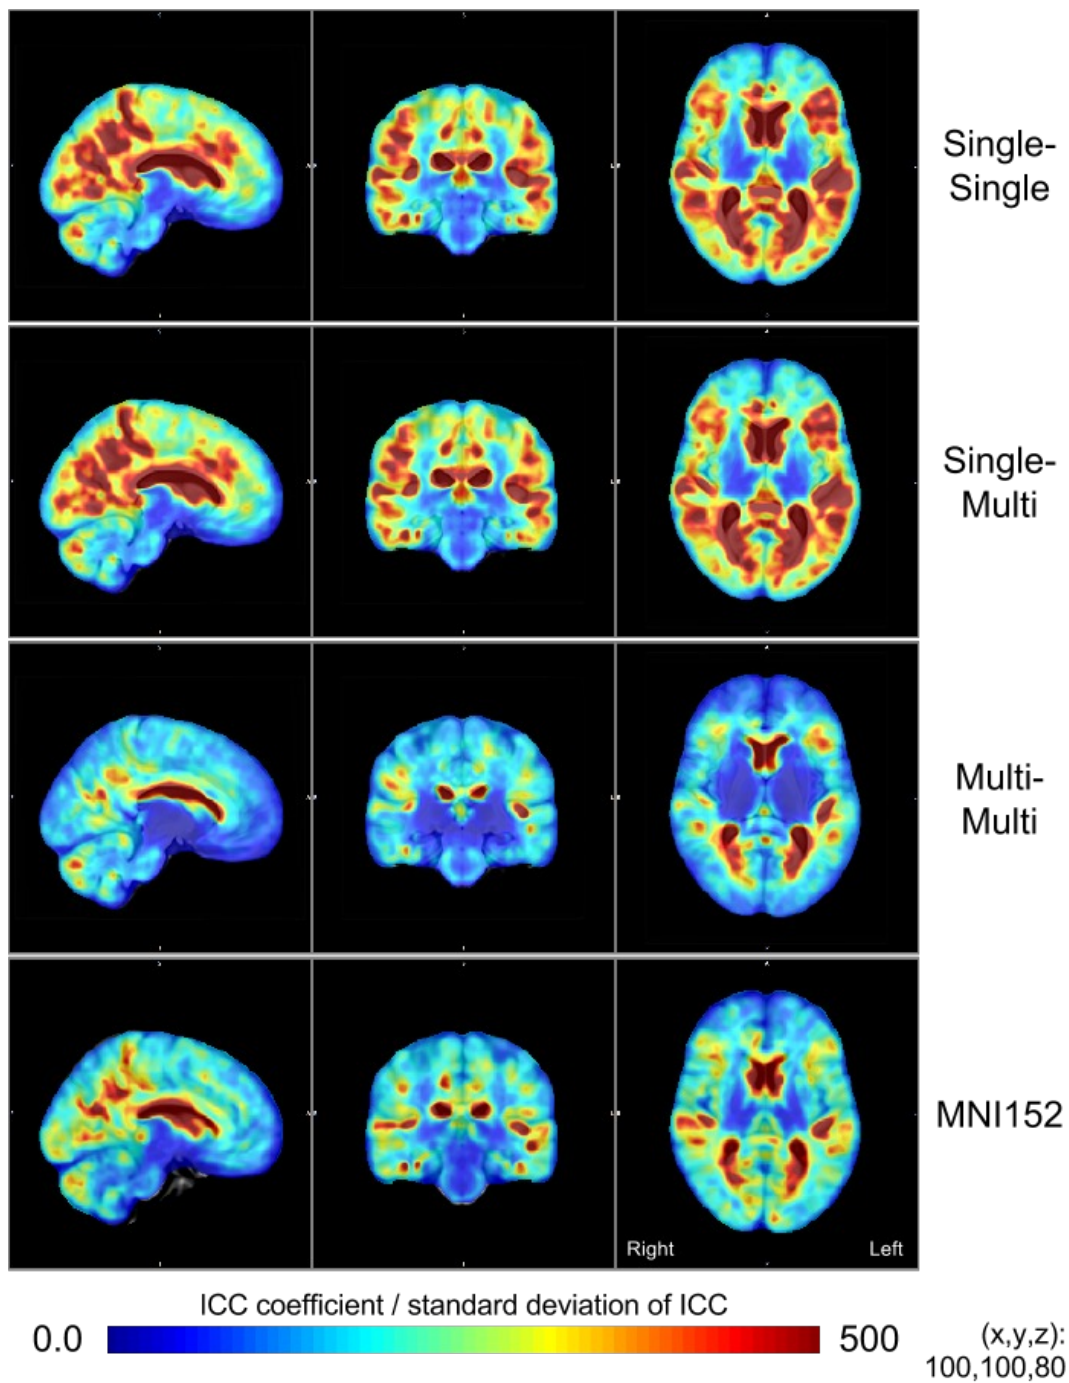 Single-
Single
Single-
Multi
Multi-
Multi
MNI152
Right
Left
ICC coefficient / standard deviation of ICC
0.0
500
(x,y,z):
100,100,80